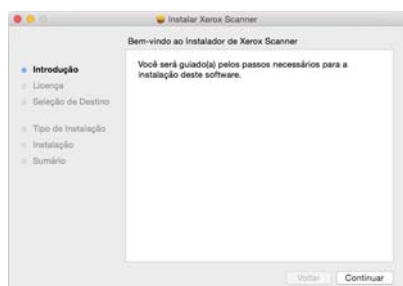 Instalar Xerox Scanner
Bem-vindo ao Instalador de Xerox Scanner
Introdução
Licença
Seleção de Destino
Tipo de Instalação
Instalação
Sumário
Você será guiado(a) pelos passos necessários para a
instalação deste software.
Voltar
Continuar